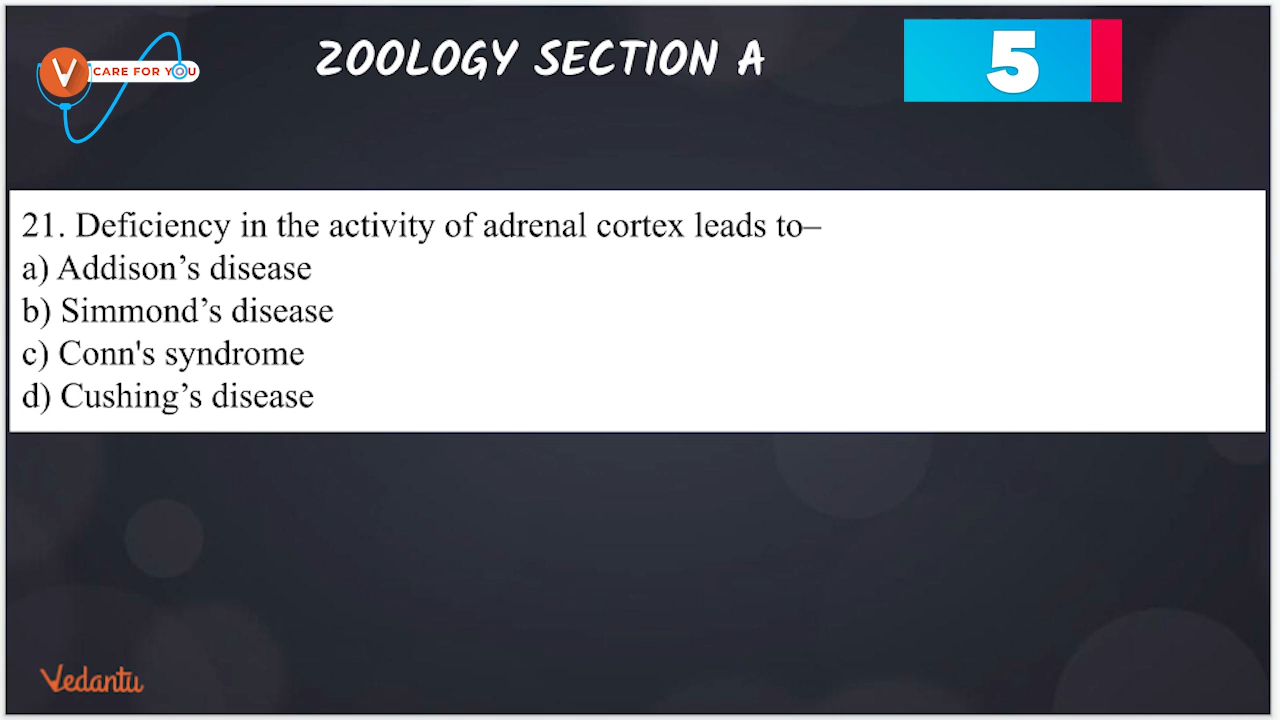 ZOOLOGY SECTION A
5
V CARE FOR YOU
21. Deficiency in the activity of adrenal cortex leads to–
a) Addison’s disease
b) Simmond’s disease
c) Conn's syndrome
d) Cushing’s disease
Vedantu